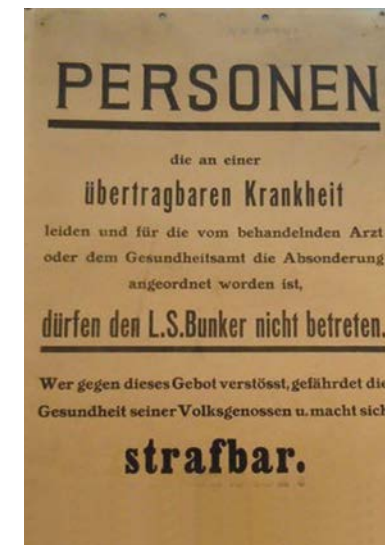 PERSONEN
die an einer
übertragbaren Krankheit
leiden und für die vom behandelnden Arzt
oder dem Gesundheitsamt die Absonderung
angeordnet worden ist,
dürfen den L.S.Bunker nicht betreten.
Wer gegen dieses Gebot verstösst, gefährdet die
Gesundheit seiner Volksgenossen u. macht sich
strafbar.